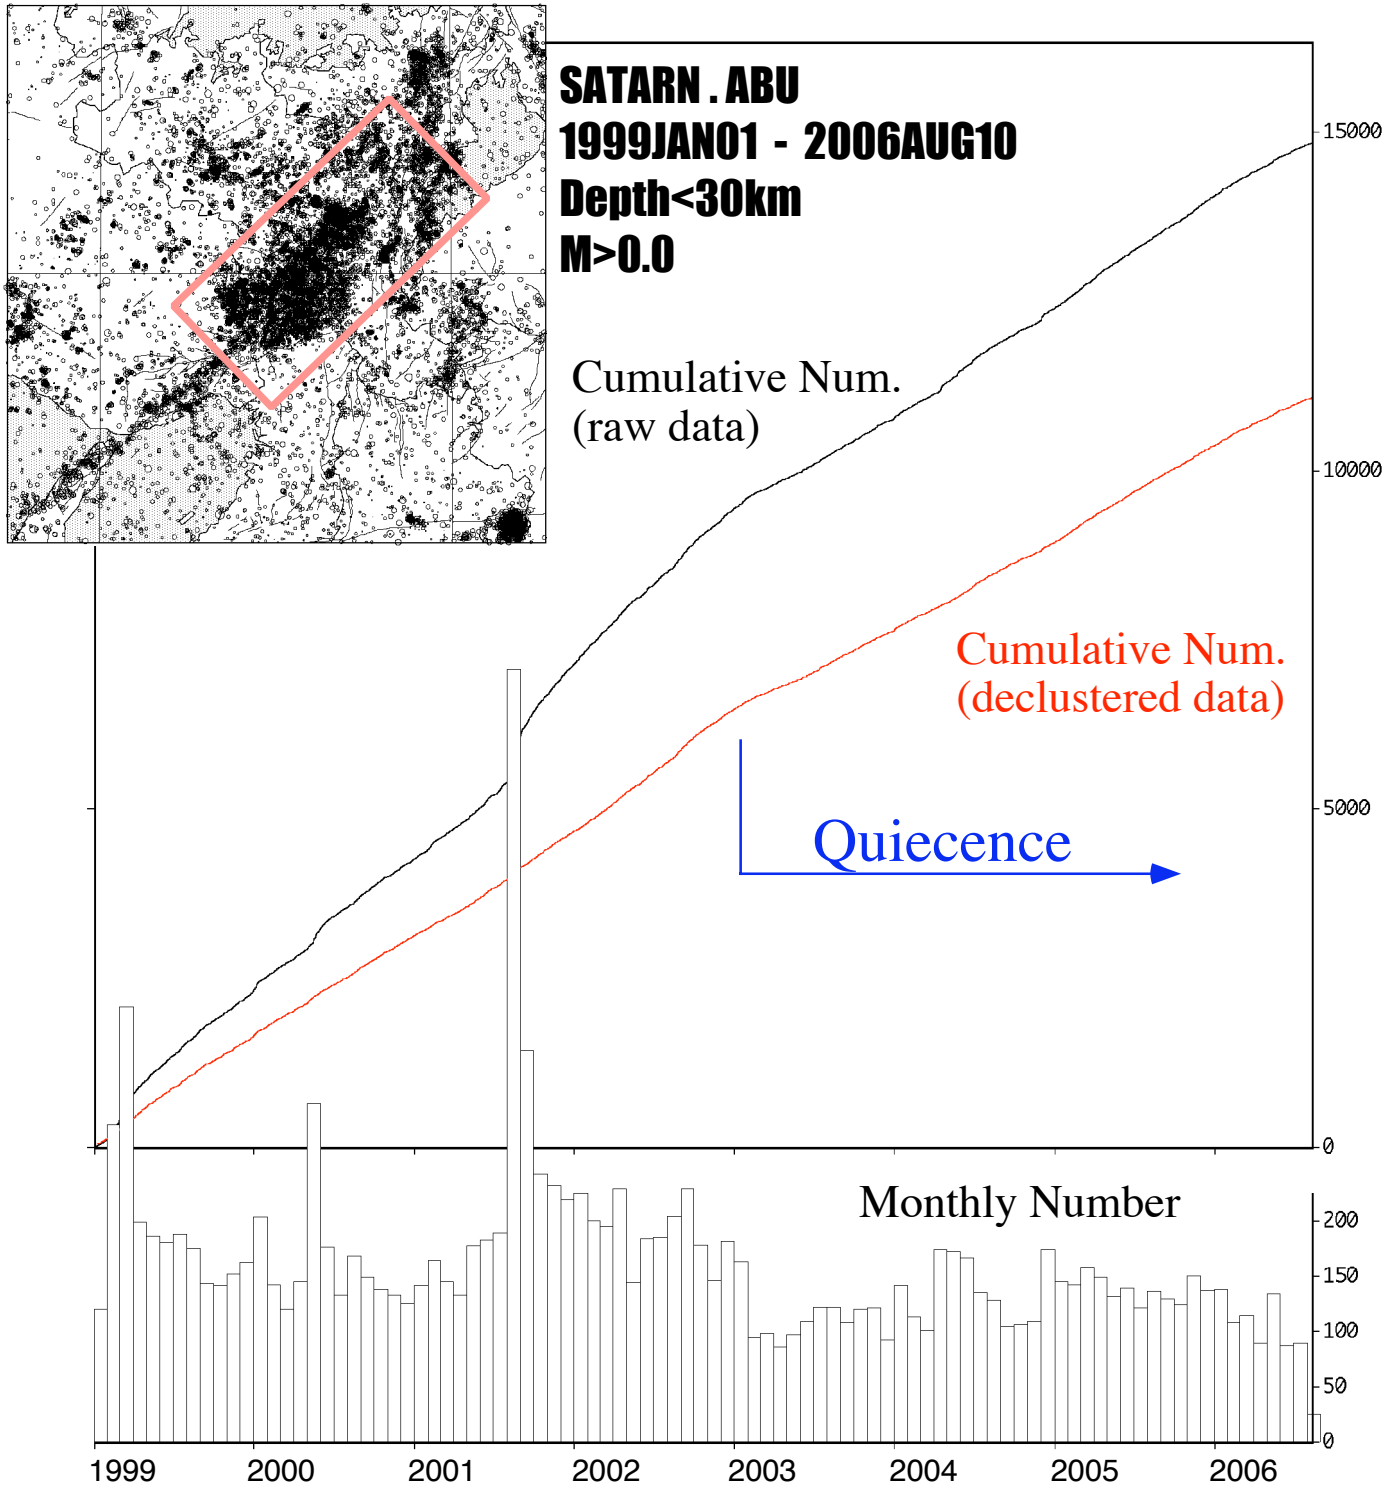 SATARN . ABU
1999JAN01 - 2006AUG10
Depth<30km
M>0.0
15000
Cumulative Num.
(raw data)
10000
Cumulative Num.
(declustered data)
5000
Quiecence
0
Monthly Number
200
150
100
50
0
1999 2000 2001 2002 2003 2004 2005 2006